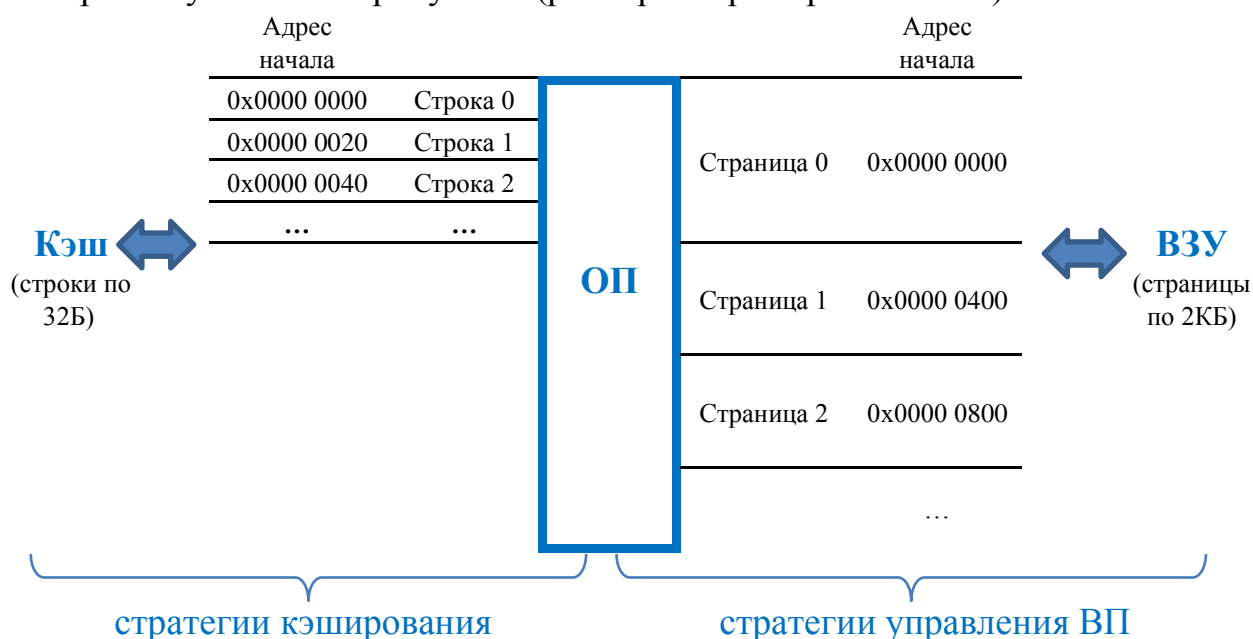 Адрес
начала
Адрес
начала
0x0000 0000 Строка 0
0x0000 0020 Строка 1
0x0000 0040 Строка 2
... ...
Кэш
(строки по
32Б)
ОП
Страница 0 0x0000 0000
Страница 1 0x0000 0400
Страница 2 0x0000 0800
...
ВЗУ
(страницы
по 2КБ)
стратегии кэширования
стратегии управления ВП